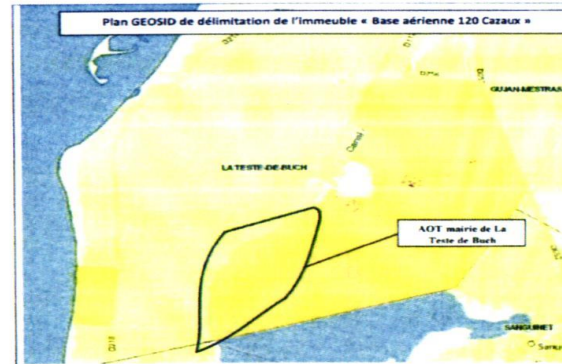 Plan GEOSID de délimitation de l'immeuble « Base aérienne 120 Cazaux »
GUJAN-MESTRAS
Canal
LA TESTE-DE-BUCH
AOT mairie de La
Teste de Buch
SANGUINET